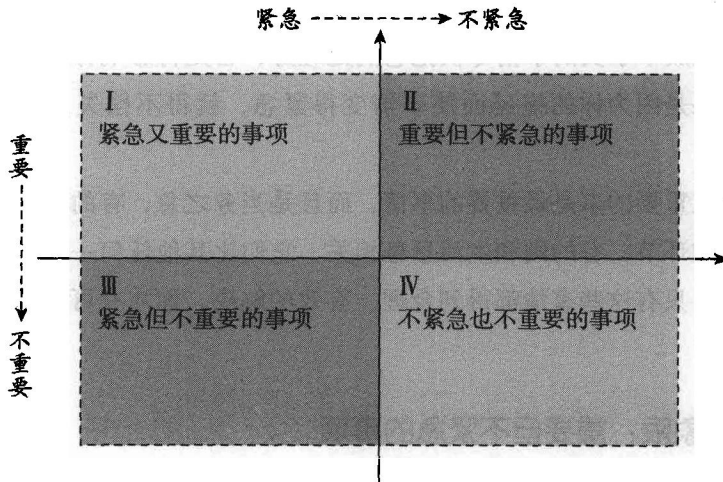 紧急 不紧急
重要
不重要
Ⅰ
紧急又重要的事项
Ⅱ
重要但不紧急的事项
Ⅲ
紧急但不重要的事项
Ⅳ
不紧急也不重要的事项